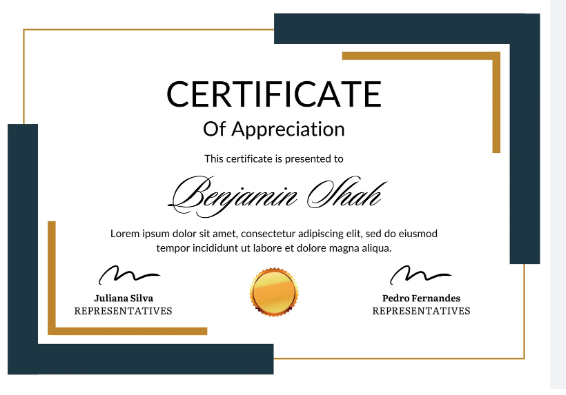 CERTIFICATE
Of Appreciation
This certificate is presented to
Benjamin Shah
Lorem ipsum dolor sit amet, consectetur adipiscing elit, sed do eiusmod
tempor incididunt ut labore et dolore magna aliqua.
Juliana Silva
REPRESENTATIVES
Pedro Fernandes
REPRESENTATIVES